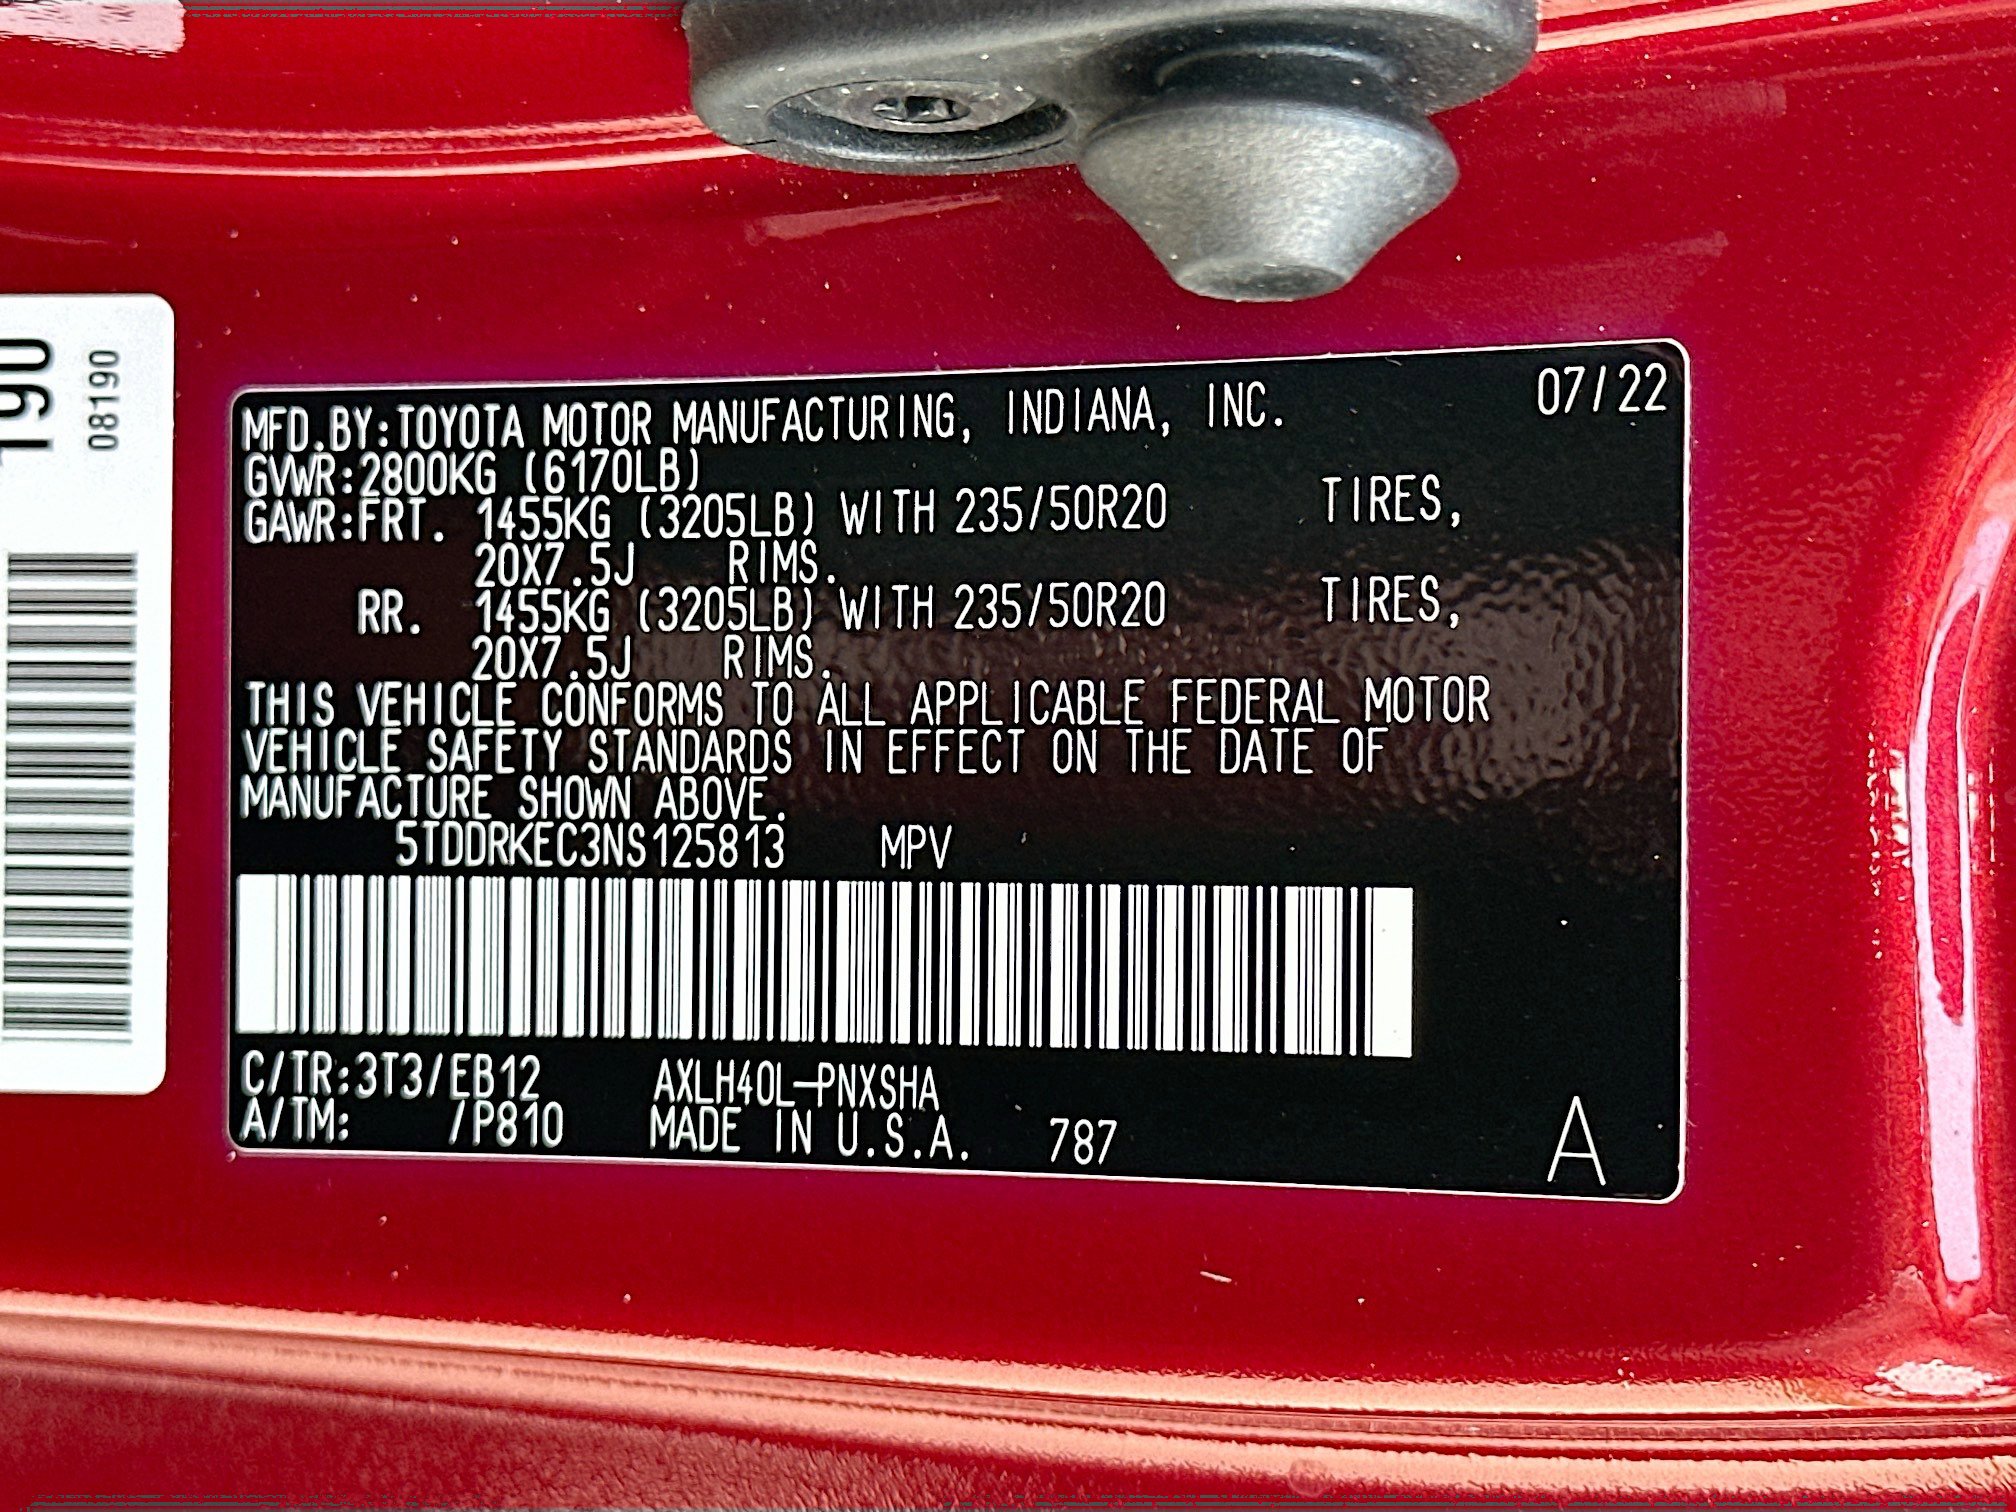 MFD.BY:TOYOTA MOTOR MANUFACTURING, INDIANA, INC. 07/22
GVWR:2800KG (6170LB)
GAWR:FRT. 1455KG (3205LB) WITH 235/50R20 TIRES,
20X7.5J RIMS.
RR. 1455KG (3205LB) WITH 235/50R20 TIRES,
20X7.5J RIMS.
THIS VEHICLE CONFORMS TO ALL APPLICABLE FEDERAL MOTOR
VEHICLE SAFETY STANDARDS IN EFFECT ON THE DATE OF
MANUFACTURE SHOWN ABOVE.
5TDDRKEC3NS125813 MPV
C/TR:3T3/EB12 AXLH40L-PNXSHA
A/TM: /P810 MADE IN U.S.A. 787
A
190
08190